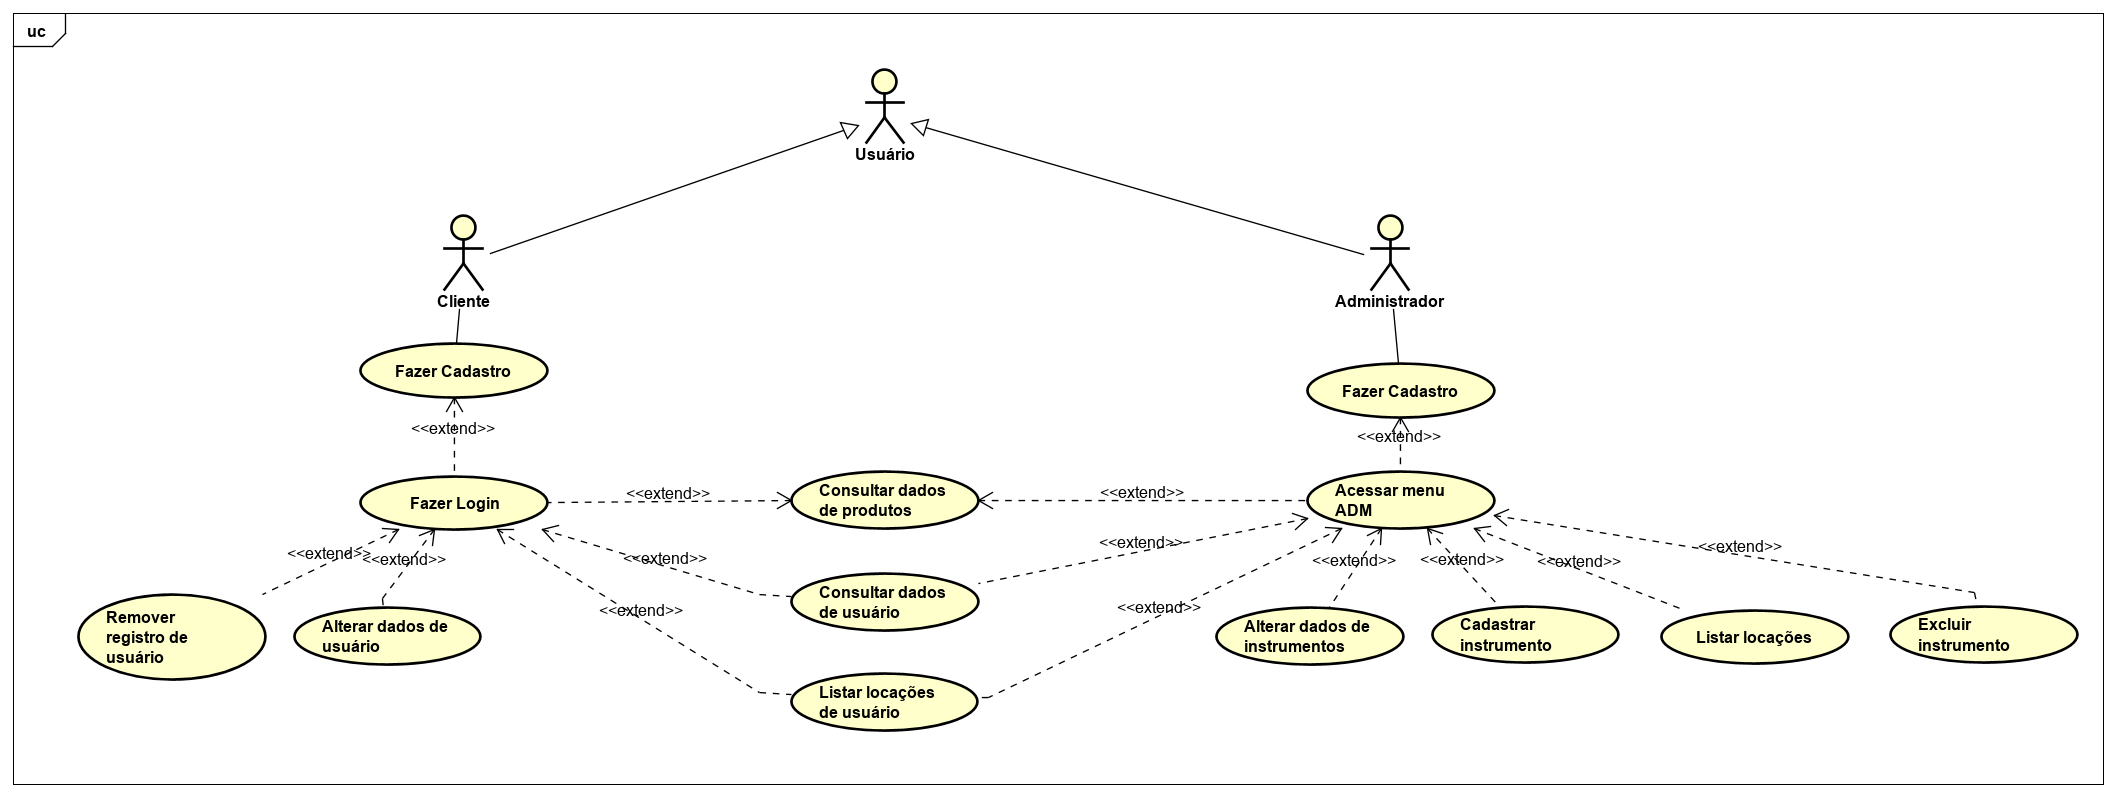 uc
Usuário
Cliente
Administrador
Fazer Cadastro
Fazer Cadastro
<<extend>>
<<extend>>
Fazer Login
<<extend>>
Consultar dados
de produtos
<<extend>>
Acessar menu
ADM
<<extend>>
<<extend>>
<<extend>>
<<extend>>
<<extend>>
<<extend>>
<<extend>>
<<extend>>
Consultar dados
de usuário
<<extend>>
<<extend>>
Remover
registro de
usuário
Alterar dados de
usuário
Alterar dados de
instrumentos
Cadastrar
instrumento
Listar locações
Excluir
instrumento
Listar locações
de usuário